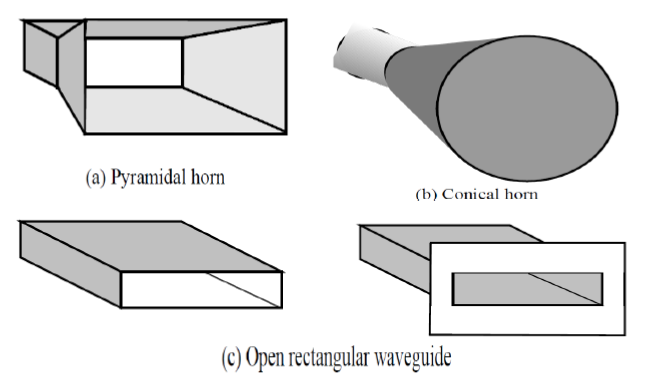 (a) Pyramidal horn
(b) Conical horn
(c) Open rectangular waveguide